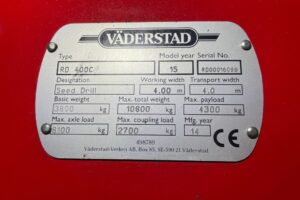 VÄDERSTAD
Type Model year Serial No.
RD 400C 15 RD00016099
Designation Working width Transport width
Seed Drill 4.00 m 4.0 m
Basic weight Max. total weight Max. payload
3800 kg 10800 kg 4300 kg
Max. axle load Max. coupling load Mfg. year
8100 kg 2700 kg 14 CE
Väderstad-Verken AB, Box 85, SE-590 21 Väderstad